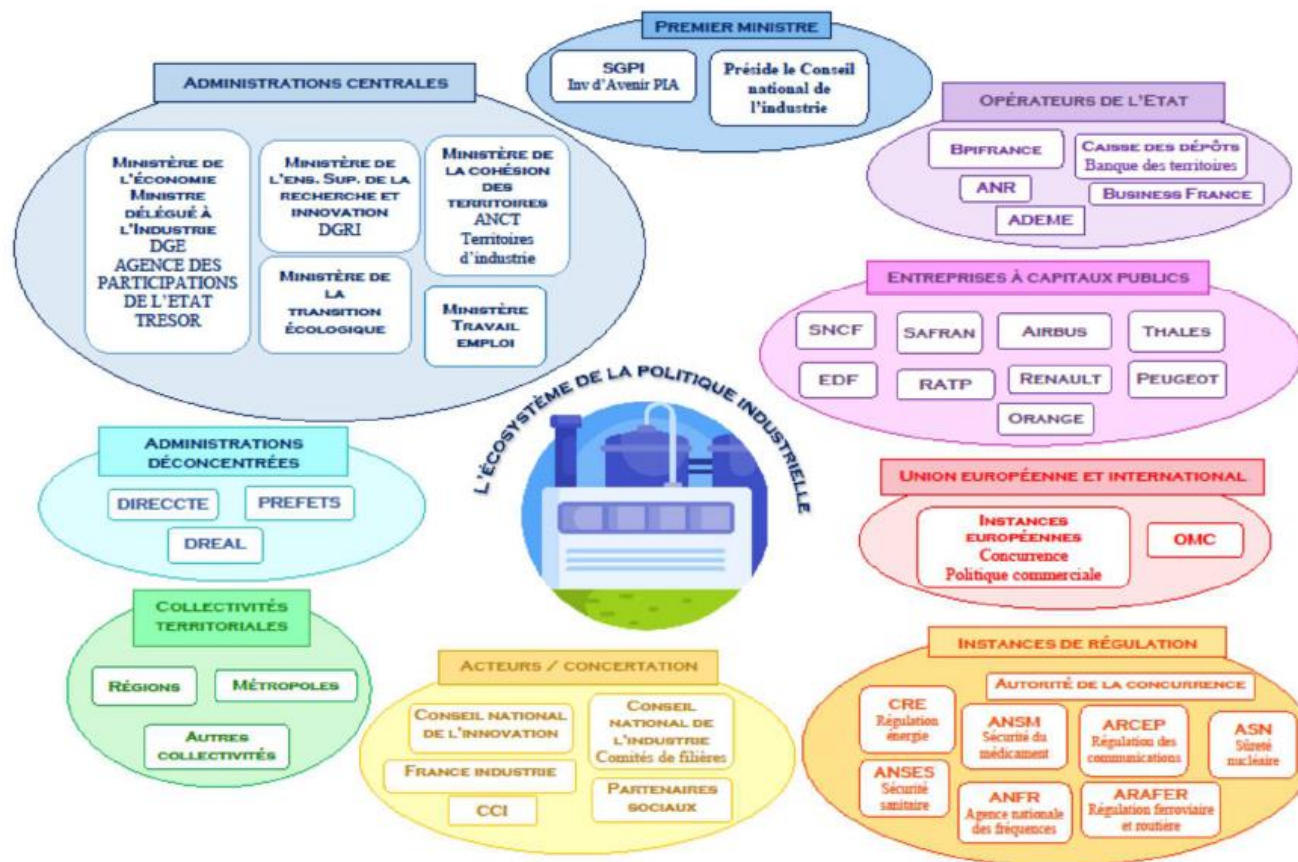 PREMIER MINISTRE
SGPI
Inv d'Avenir PIA
Préside le Conseil
national de
l'industrie
ADMINISTRATIONS CENTRALES
MINISTÈRE DE
L'ÉCONOMIE
MINISTRE
DÉLÉGUÉ À
L'INDUSTRIE
DGE
AGENCE DES
PARTICIPATIONS
DE L'ETAT
TRESOR
MINISTÈRE DE
L'ENS. SUP. DE LA
RECHERCHE ET
INNOVATION
DGRI
MINISTÈRE DE
LA COHÉSION DES
TERRITOIRES
ANCT
Territoires
d'industrie
MINISTÈRE DE
LA
TRANSITION
ÉCOLOGIQUE
MINISTÈRE
TRAVAIL
EMPLOI
OPÉRATEURS DE L'ETAT
BPIFRANCE
CAISSE DES DÉPÔTS
Banque des territoires
ANR
BUSINESS FRANCE
ADEME
ENTREPRISES À CAPITAUX PUBLICS
SNCF
SAFRAN
AIRBUS
THALES
EDF
RATP
RENAULT
PEUGEOT
ORANGE
L'ÉCOSYSTÈME DE LA POLITIQUE INDUSTRIELLE
ADMINISTRATIONS
DÉCONCENTRÉES
DIRECCTE
PREFETS
DREAL
UNION EUROPÉENNE ET INTERNATIONAL
INSTANCES
EUROPÉENNES
Concurrence
Politique commerciale
OMC
COLLECTIVITÉS
TERRITORIALES
RÉGIONS
MÉTROPOLES
AUTRES
COLLECTIVITÉS
ACTEURS / CONCERTATION
CONSEIL NATIONAL
DE L'INNOVATION
CONSEIL
NATIONAL DE
L'INDUSTRIE
Comités de filières
FRANCE INDUSTRIE
CCI
PARTENAIRES
SOCIAUX
INSTANCES DE RÉGULATION
AUTORITÉ DE LA CONCURRENCE
CRE
Régulation
énergie
ANSM
Sécurité du
médicament
ARCEP
Régulation des
communications
ASN
Sûreté
nucléaire
ANSES
Sécurité
sanitaire
ANFR
Agence nationale
des fréquences
ARAFER
Régulation ferroviaire
et routière